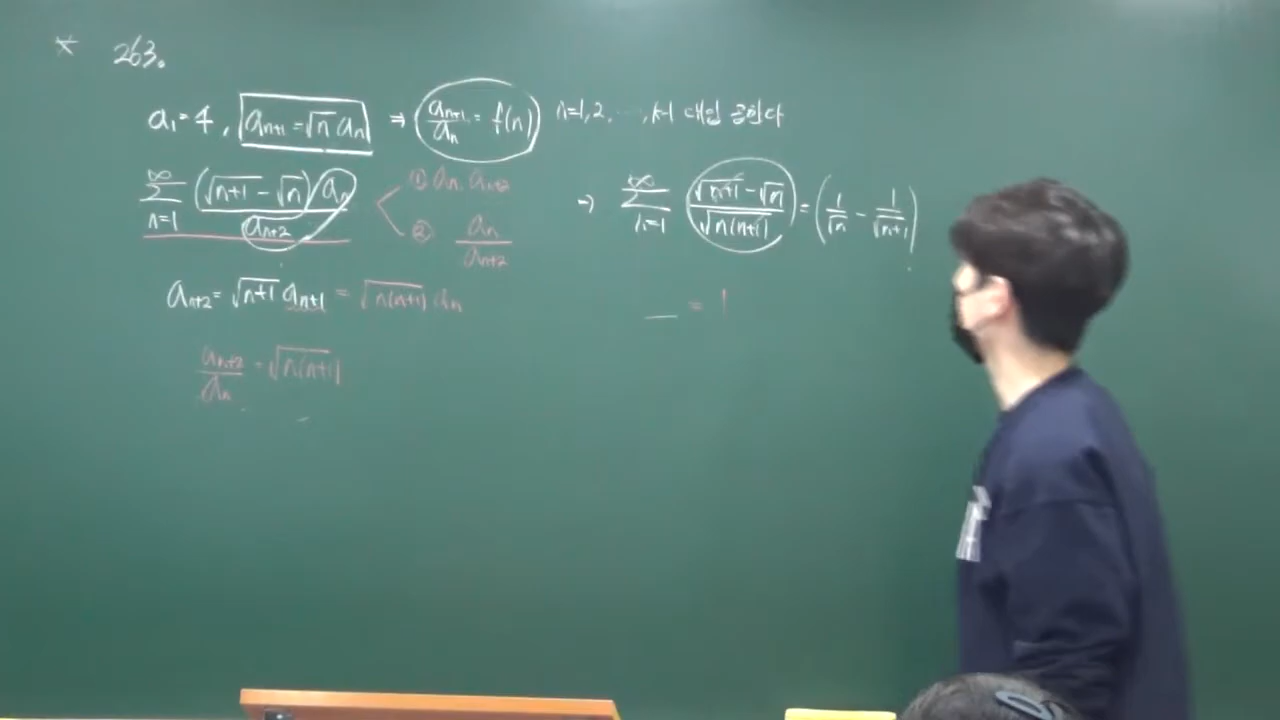 * 263.
a₁=4, aₙ₊₁=√n aₙ ⇒ aₙ₊₁/aₙ = f(n) n=1,2, ⋯, k-1 대입 곱한다
∑_{n=1}^{∞} (√(n+1) - √n) aₙ / aₙ₊₂
① aₙ, aₙ₊₂
② aₙ/aₙ₊₂
→ ∑_{n=1}^{∞} (√(n+1) - √n)/√(n(n+1)) = (1/√n - 1/√(n+1))
aₙ₊₂ = √(n+1) aₙ₊₁ = √(n(n+1)) aₙ
= 1
aₙ₊₂/aₙ = √(n(n+1))